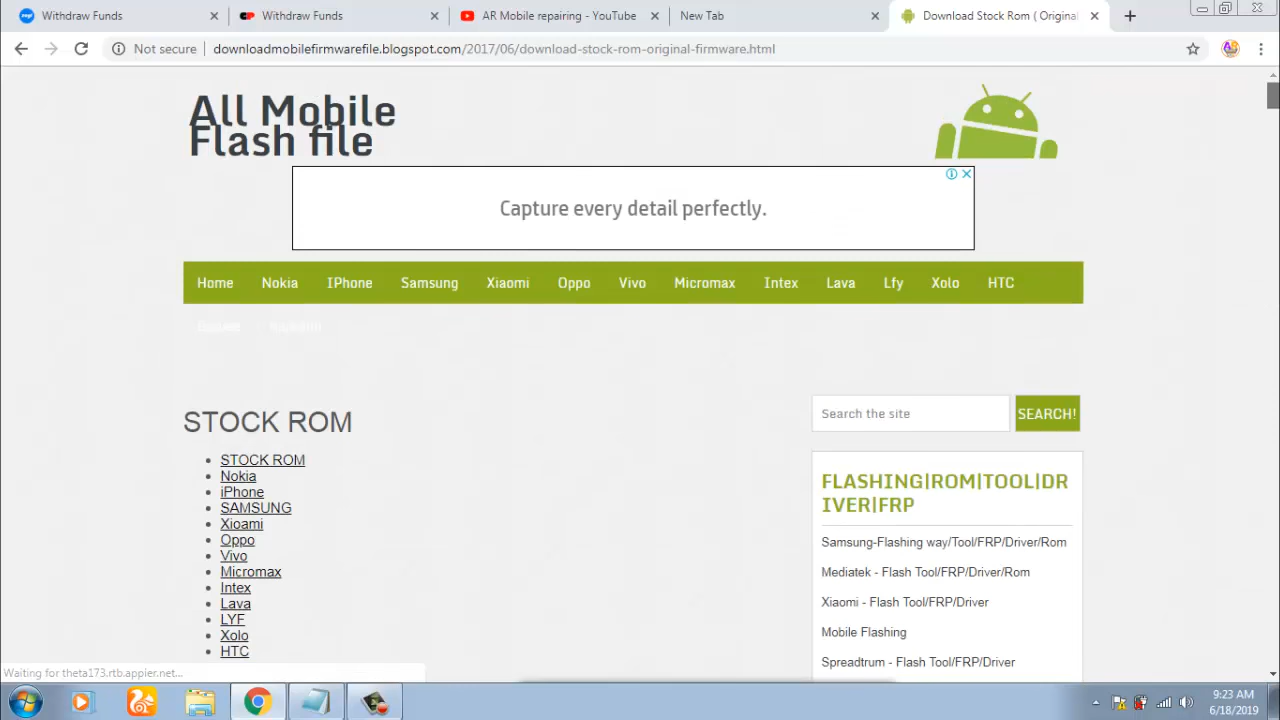 Withdraw Funds
Withdraw Funds
AR Mobile repairing - YouTube
New Tab
Download Stock Rom ( Original
Not secure
downloadmobilefirmwarefile.blogspot.com/2017/06/download-stock-rom-original-firmware.html
All Mobile
Flash file
Capture every detail perfectly.
Home Nokia IPhone Samsung Xiaomi Oppo Vivo Micromax Intex Lava Lfy Xolo HTC
STOCK ROM
Search the site
SEARCH!
STOCK ROM
Nokia
iPhone
SAMSUNG
Xioami
Oppo
Vivo
Micromax
Intex
Lava
LYF
Xolo
HTC
FLASHING|ROM|TOOL|DR
IVER|FRP
Samsung-Flashing way/Tool/FRP/Driver/Rom
Mediatek - Flash Tool/FRP/Driver/Rom
Xiaomi - Flash Tool/FRP/Driver
Mobile Flashing
Spreadtrum - Flash Tool/FRP/Driver
Waiting for theta173.rtb.appier.net...
9:23 AM
6/18/2019